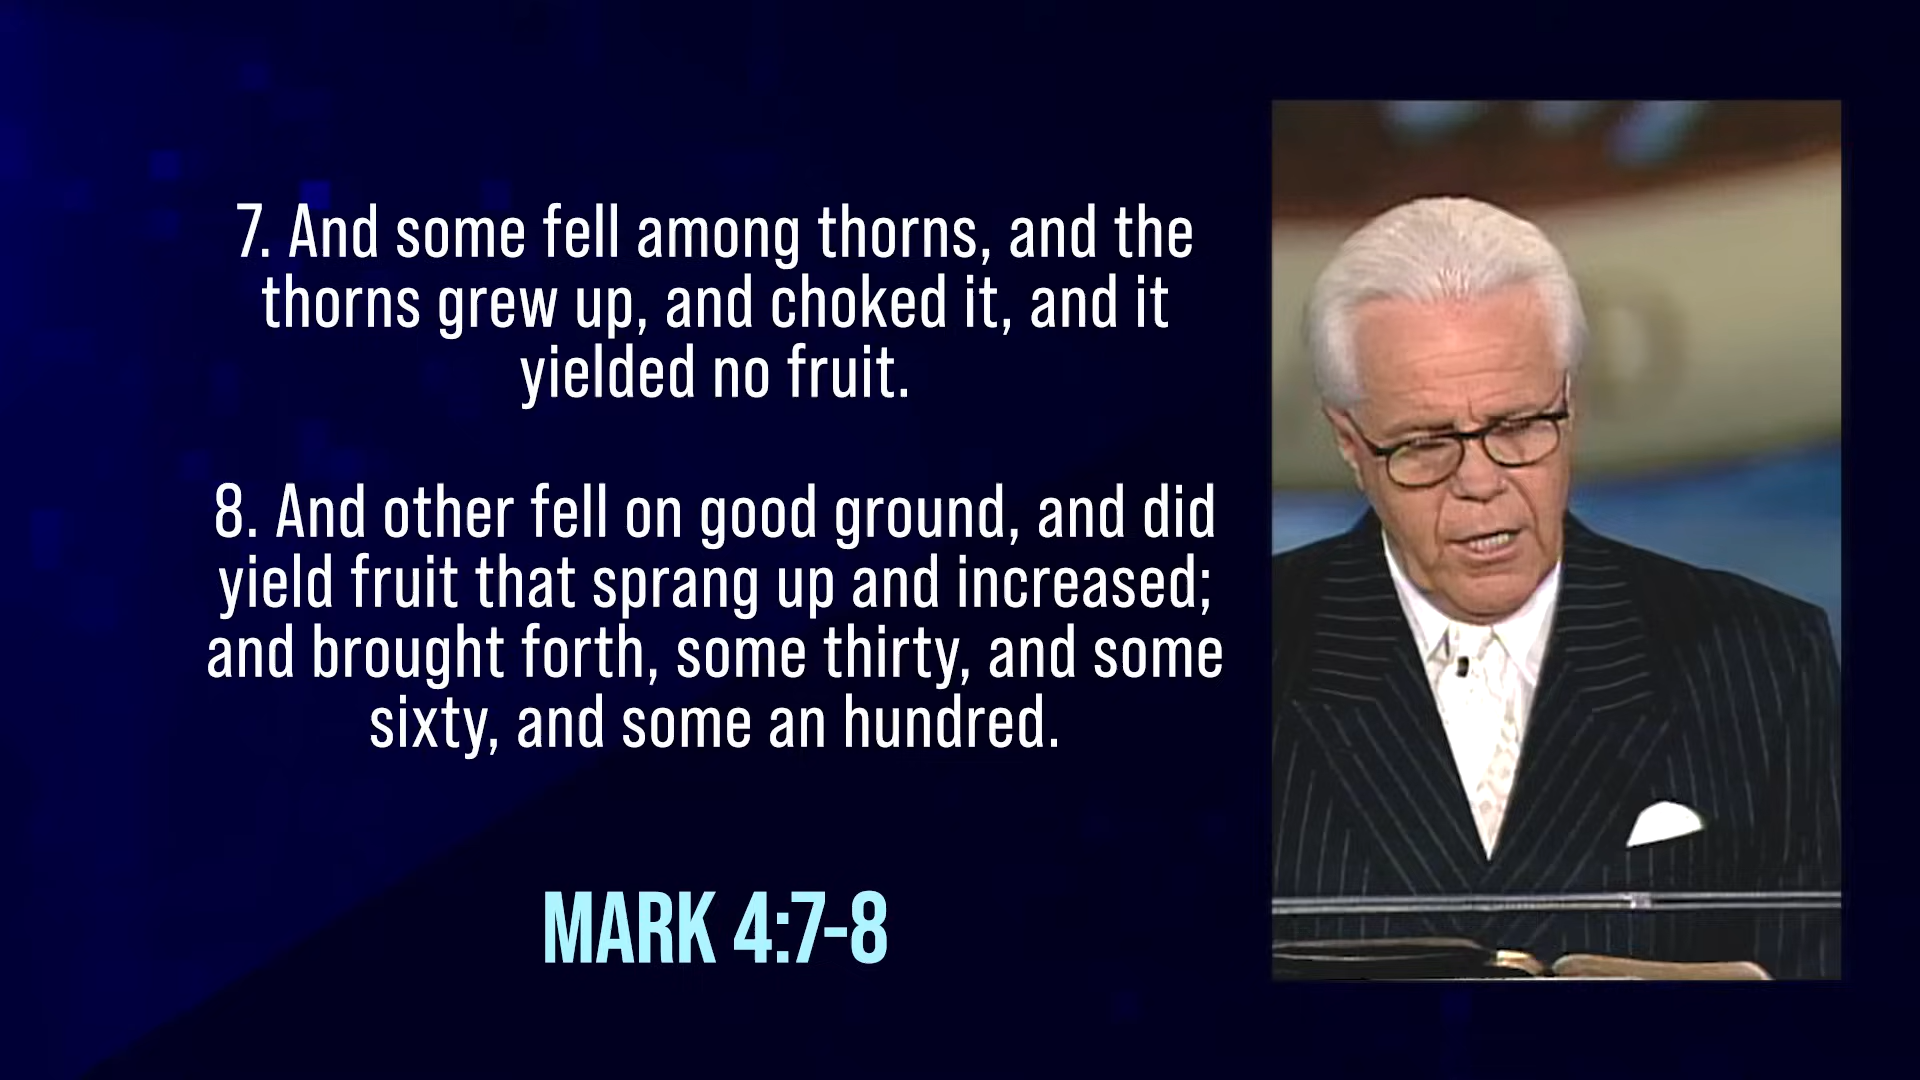 7. And some fell among thorns, and the
thorns grew up, and choked it, and it
yielded no fruit.
8. And other fell on good ground, and did
yield fruit that sprang up and increased;
and brought forth, some thirty, and some
sixty, and some an hundred.
MARK 4:7-8